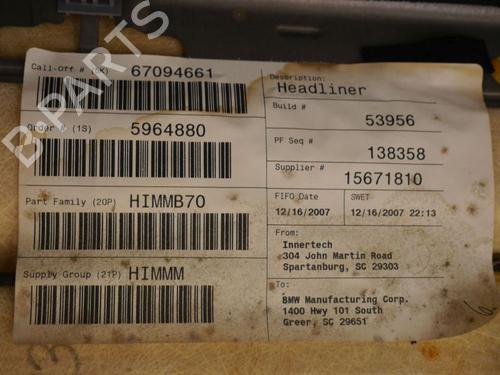 B-PARTS
Call-Off # (5K) 67094661
Order # (1S) 5964880
Part Family (20P) HIMMB70
Supply Group (21P) HIMMM
Description:
Headliner
Build #
53956
PF Seq #
138358
Supplier #
15671810
FIFO Date
12/16/2007
SWET
12/16/2007 22:13
From:
Innertech
304 John Martin Road
Spartanburg, SC 29303
To:
BMW Manufacturing Corp.
1400 Hwy 101 South
Greer, SC 29651